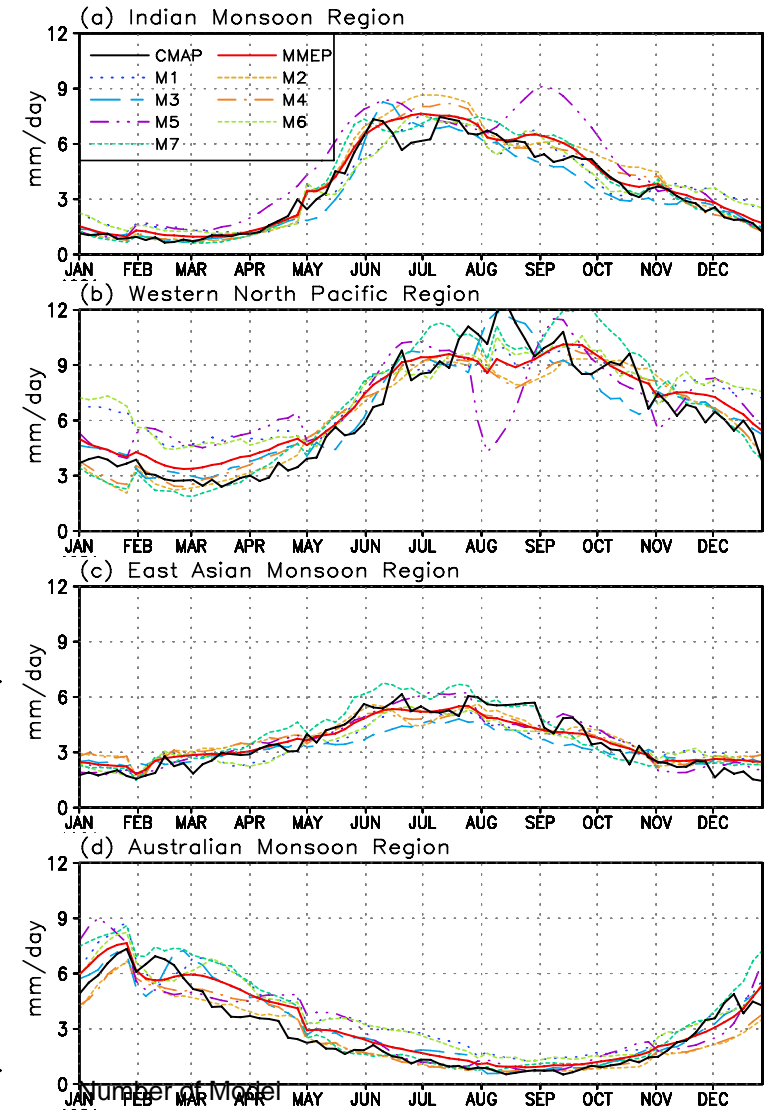 (a) Indian Monsoon Region
12
CMAP MMEP
M1 M2
9
M3 M4
M5 M6
M7
6
3
0
mm/day
JAN FEB MAR APR MAY JUN JUL AUG SEP OCT NOV DEC
(b) Western North Pacific Region
12
9
6
3
0
mm/day
JAN FEB MAR APR MAY JUN JUL AUG SEP OCT NOV DEC
(c) East Asian Monsoon Region
12
9
6
3
0
mm/day
JAN FEB MAR APR MAY JUN JUL AUG SEP OCT NOV DEC
(d) Australian Monsoon Region
12
9
6
3
0
mm/day
Number of Model
JAN FEB MAR APR MAY JUN JUL AUG SEP OCT NOV DEC